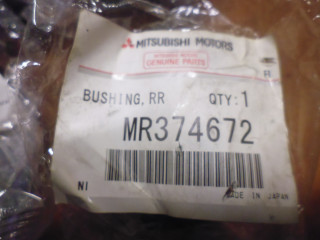 MITSUBISHI MOTORS
GENUINE PARTS
BUSHING, RR QTY: 1
MR374672
NI MADE IN JAPAN